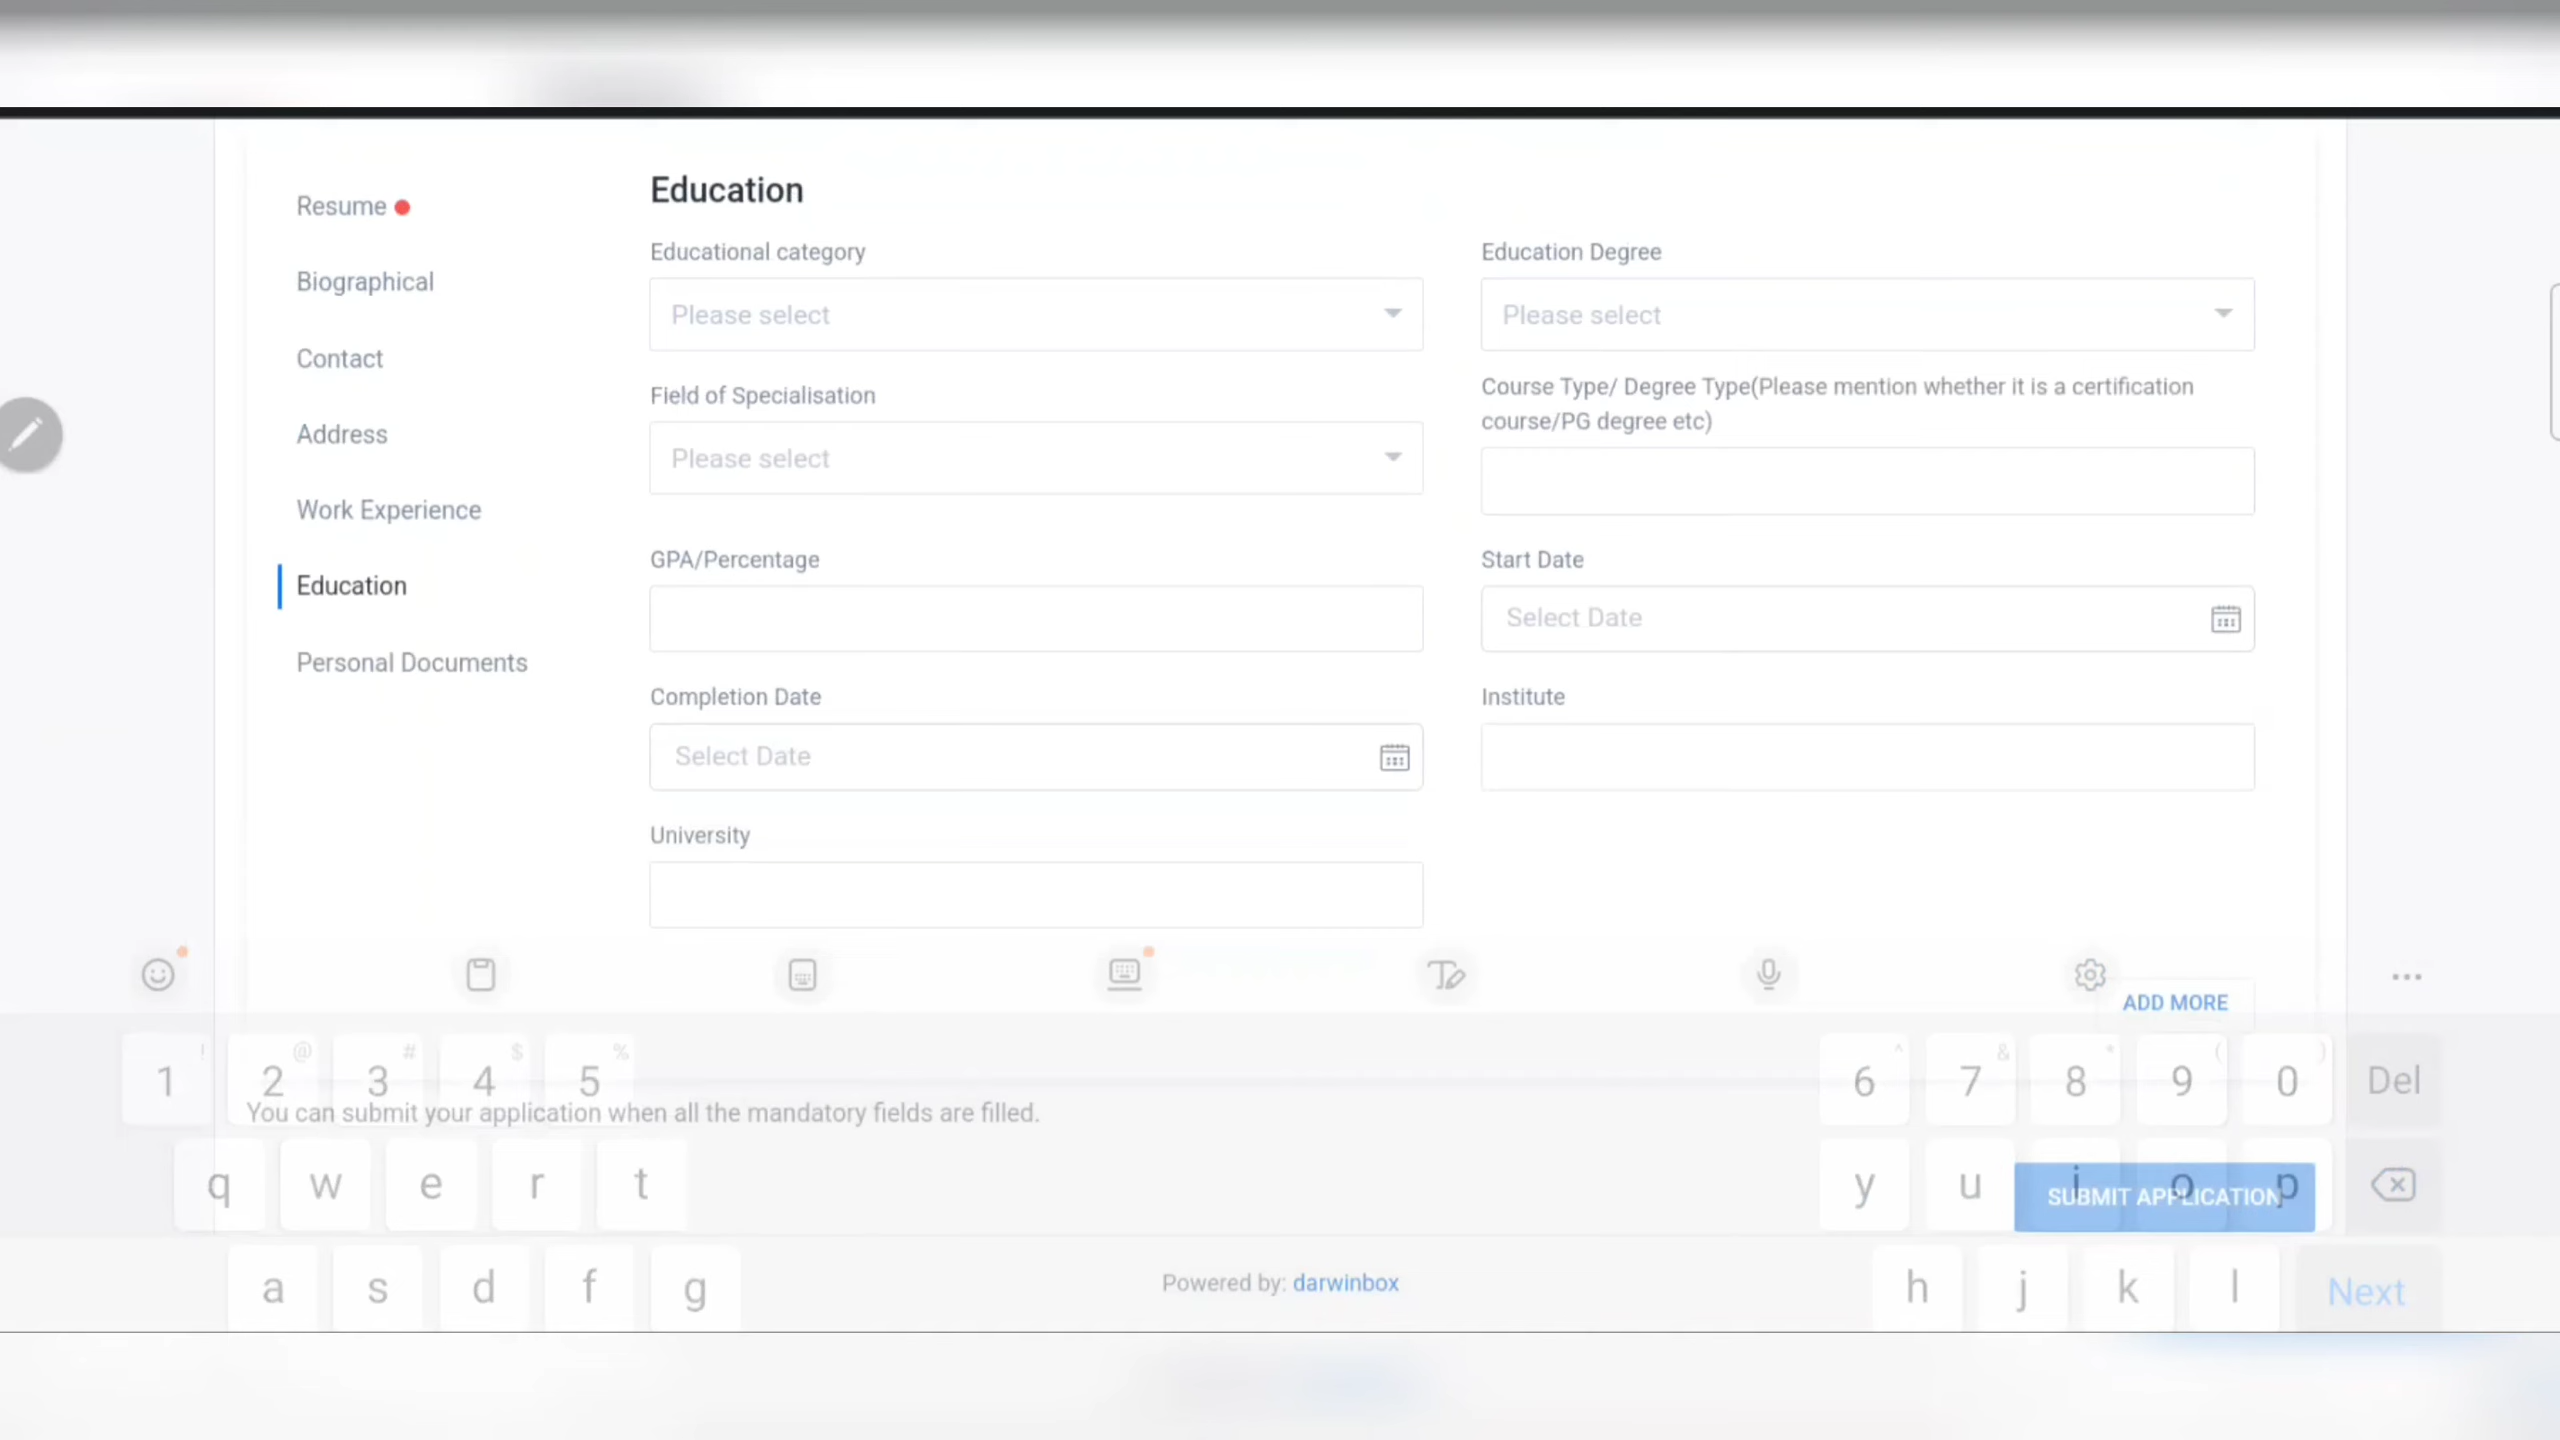 Resume
Biographical
Contact
Address
Work Experience
Education
Personal Documents
Education
Educational category
Please select
Education Degree
Please select
Field of Specialisation
Please select
Course Type/ Degree Type(Please mention whether it is a certification
course/PG degree etc)
GPA/Percentage
Start Date
Select Date
Completion Date
Select Date
Institute
University
ADD MORE
1 ! 2 @ 3 # 4 $ 5 % 6 ^ 7 & 8 * 9 ( 0 ) Del
You can submit your application when all the mandatory fields are filled.
q w e r t y u i o p
SUBMIT APPLICATION
a s d f g h j k l Next
Powered by: darwinbox